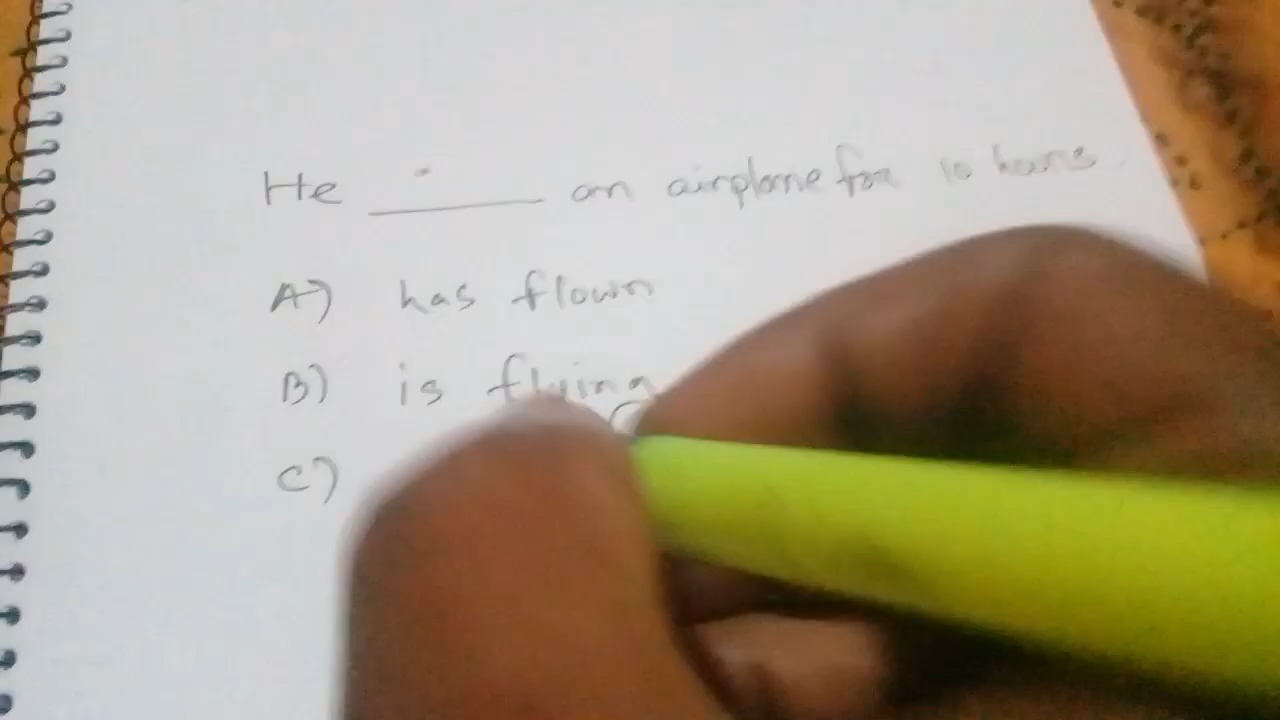 He ______ an airplane for 10 hours
A) has flown
B) is flying
C)